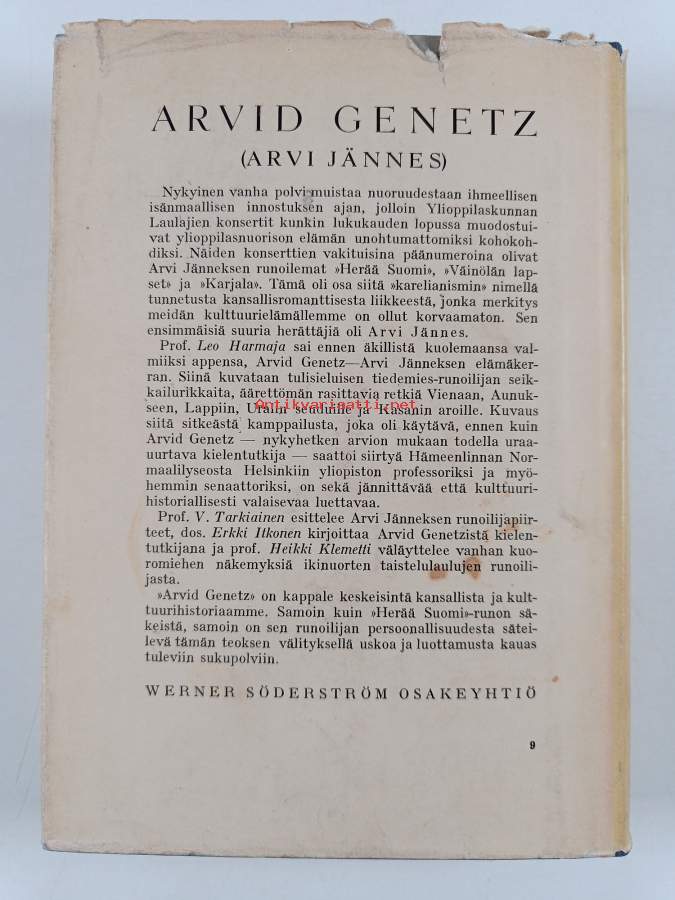 ARVID GENETZ
(ARVI JÄNNES)
Nykyinen vanha polvi muistaa nuoruudestaan ihmeellisen
isänmaallisen innostuksen ajan, jolloin Ylioppilaskunnan
Laulajien konsertit kunkin lukukauden lopussa muodostui-
vat ylioppilasnuorison elämän unohtumattomiksi kohokoh-
diksi. Näiden konserttien vakituisina päänumeroina olivat
Arvi Jänneksen runoilemat »Herää Suomi», »Väinölän lap-
set» ja »Karjala». Tämä oli osa siitä »karelianismin» nimellä
tunnetusta kansallisromanttisesta liikkeestä, jonka merkitys
meidän kulttuurielämällemme on ollut korvaamaton. Sen
ensimmäisiä suuria herättäjiä oli Arvi Jännes.
Prof. Leo Harmaja sai ennen äkillistä kuolemaansa val-
miiksi appensa, Arvid Genetz—Arvi Jänneksen elämäker-
ran. Siinä kuvataan tulisieluisen tiedemies-runoilijan seik-
kailurikkaita, äärettömän rasittavia retkiä Vienaan, Aunuk-
seen, Lappiin, Uralin seuduille ja Kasanin aroille. Kuvaus
Antikvariaatti.net
siitä sitkeästä kamppailusta, joka oli käytävä, ennen kuin
Arvid Genetz — nykyhetken arvion mukaan todella uraa-
uurtava kielentutkija — saattoi siirtyä Hämeenlinnan Nor-
maalilyseosta Helsinkiin yliopiston professoriksi ja myö-
hemmin senaattoriksi, on sekä jännittävää että kulttuuri-
historiallisesti valaisevaa luettavaa.
Prof. V. Tarkiainen esittelee Arvi Jänneksen runoilijapiir-
teet, dos. Erkki Itkonen kirjoittaa Arvid Genetzistä kielen-
tutkijana ja prof. Heikki Klemetti väläyttelee vanhan kuo-
romiehen näkemyksiä ikinuorten taistelulaulujen runoili-
jasta.
»Arvid Genetz» on kappale keskeisintä kansallista ja kult-
tuurihistoriaamme. Samoin kuin »Herää Suomi»-runon sä-
keistä, samoin on sen runoilijan persoonallisuudesta sätei-
levä tämän teoksen välityksellä uskoa ja luottamusta kauas
tuleviin sukupolviin.
WERNER SÖDERSTRÖM OSAKEYHTIÖ
9